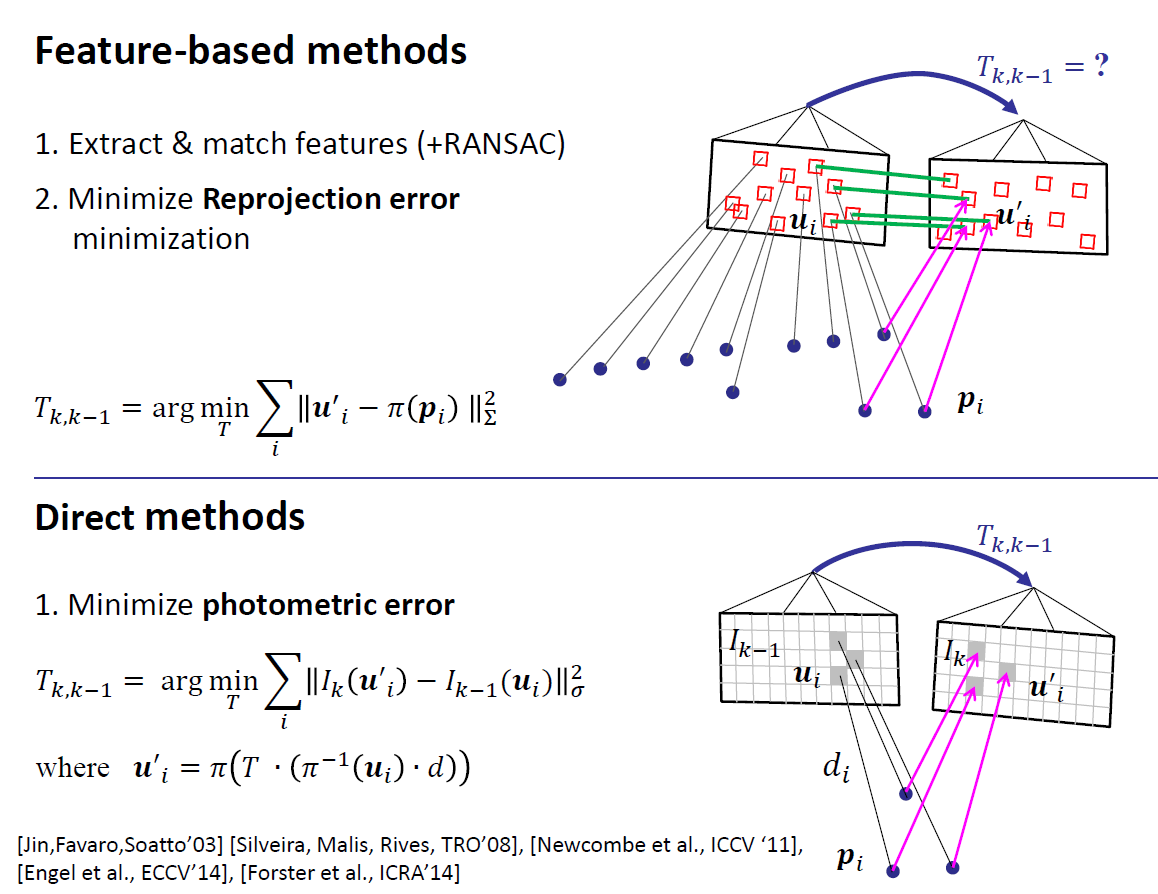 Feature-based methods
T_{k,k−1} = ?
1. Extract & match features (+RANSAC)
2. Minimize Reprojection error
minimization
u_i
u'_i
T_{k,k−1} = arg min_T ∑_i ‖u'_i − π(p_i) ‖²_Σ
p_i
Direct methods
T_{k,k−1}
1. Minimize photometric error
I_{k−1}
u_i
I_k
u'_i
T_{k,k−1} = arg min_T ∑_i ‖I_k(u'_i) − I_{k−1}(u_i)‖²_σ
where u'_i = π(T · (π^{−1}(u_i) · d))
d_i
p_i
[Jin,Favaro,Soatto’03] [Silveira, Malis, Rives, TRO’08], [Newcombe et al., ICCV ‘11],
[Engel et al., ECCV’14], [Forster et al., ICRA’14]